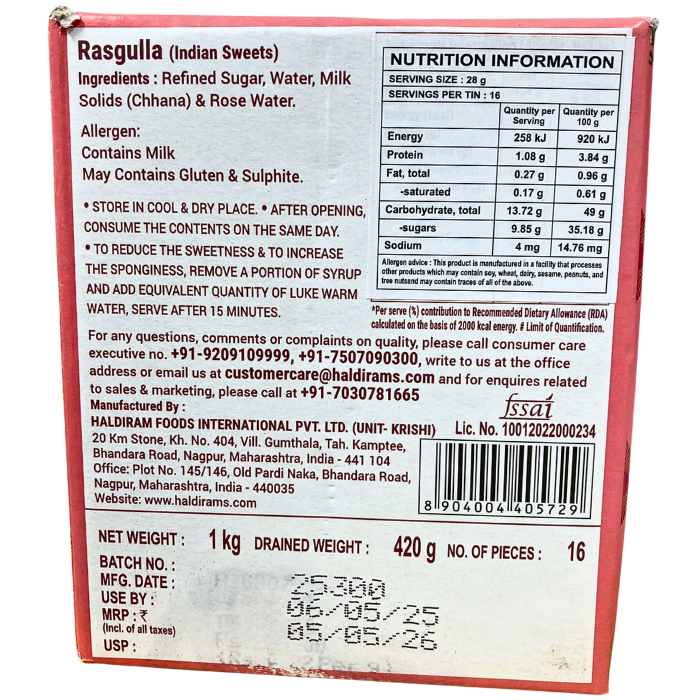 Rasgulla (Indian Sweets)
Ingredients : Refined Sugar, Water, Milk
Solids (Chhana) & Rose Water.
Allergen:
Contains Milk
May Contains Gluten & Sulphite.
• STORE IN COOL & DRY PLACE. • AFTER OPENING,
CONSUME THE CONTENTS ON THE SAME DAY.
• TO REDUCE THE SWEETNESS & TO INCREASE
THE SPONGINESS, REMOVE A PORTION OF SYRUP
AND ADD EQUIVALENT QUANTITY OF LUKE WARM
WATER, SERVE AFTER 15 MINUTES.
NUTRITION INFORMATION
SERVING SIZE : 28 g
SERVINGS PER TIN : 16
Quantity per Quantity per
Serving 100 g
Energy 258 kJ 920 kJ
Protein 1.08 g 3.84 g
Fat, total 0.27 g 0.96 g
-saturated 0.17 g 0.61 g
Carbohydrate, total 13.72 g 49 g
-sugars 9.85 g 35.18 g
Sodium 4 mg 14.76 mg
Allergen advice : This product is manufactured in a facility that processes
other products which may contain soy, wheat, dairy, sesame, peanuts, and
tree nutsand may contain traces of all of the above.
*Per serve (%) contribution to Recommended Dietary Allowance (RDA)
calculated on the basis of 2000 kcal energy. # Limit of Quantification.
For any questions, comments or complaints on quality, please call consumer care
executive no. +91-9209109999, +91-7507090300, write to us at the office
address or email us at customercare@haldirams.com and for enquires related
to sales & marketing, please call at +91-7030781665
Manufactured By :
HALDIRAM FOODS INTERNATIONAL PVT. LTD. (UNIT- KRISHI)
20 Km Stone, Kh. No. 404, Vill. Gumthala, Tah. Kamptee,
Bhandara Road, Nagpur, Maharashtra, India - 441 104
Office: Plot No. 145/146, Old Pardi Naka, Bhandara Road,
Nagpur, Maharashtra, India - 440035
Website: www.haldirams.com
fssai
Lic. No. 10012022000234
8 904004 405729
NET WEIGHT : 1 kg DRAINED WEIGHT : 420 g NO. OF PIECES : 16
BATCH NO. :
MFG. DATE : 25300
USE BY : 06/05/25
MRP : ₹ 05/05/26
(Incl. of all taxes)
USP :